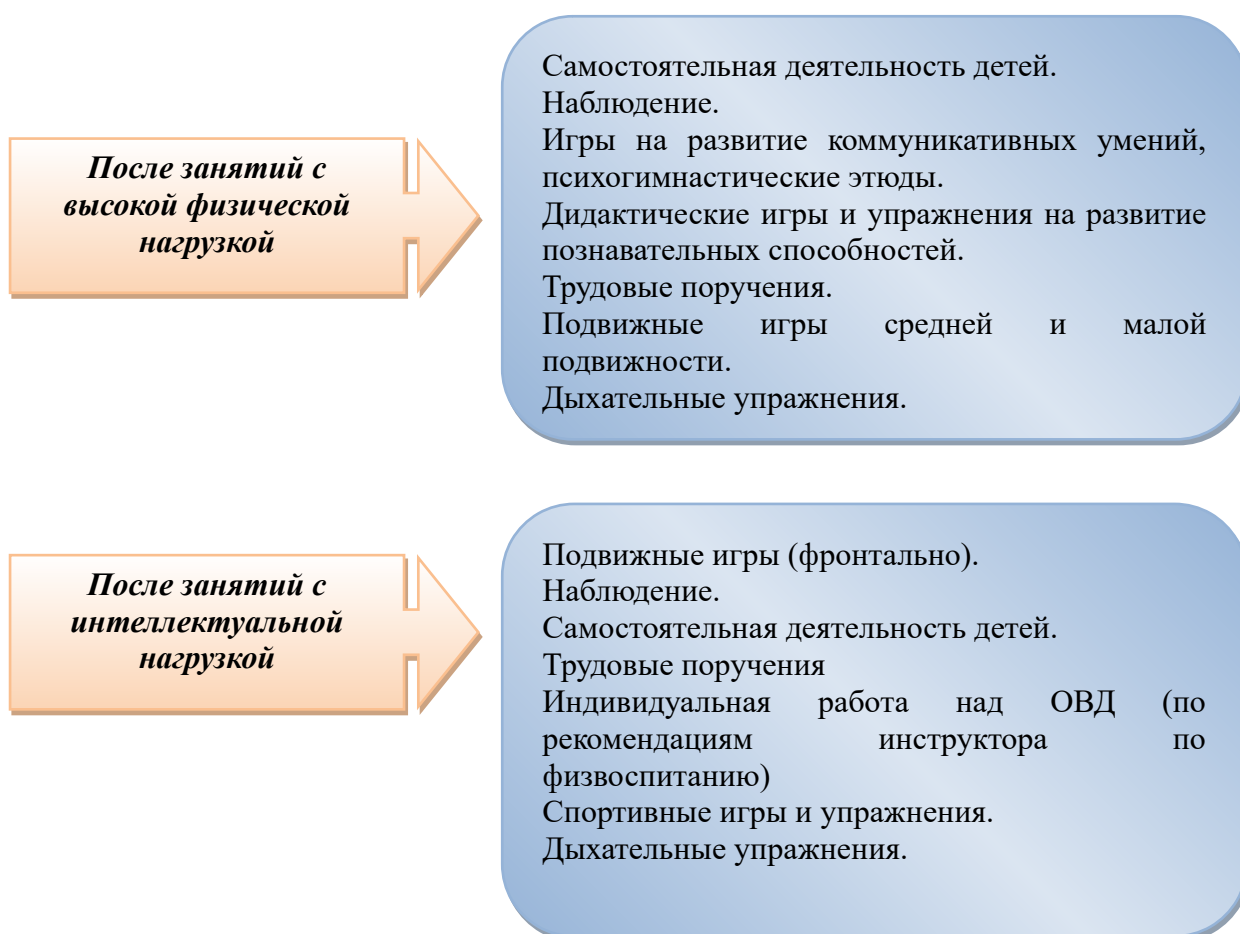 После занятий с
высокой физической
нагрузкой
Самостоятельная деятельность детей.
Наблюдение.
Игры на развитие коммуникативных умений,
психогимнастические этюды.
Дидактические игры и упражнения на развитие
познавательных способностей.
Трудовые поручения.
Подвижные игры средней и малой
подвижности.
Дыхательные упражнения.
После занятий с
интеллектуальной
нагрузкой
Подвижные игры (фронтально).
Наблюдение.
Самостоятельная деятельность детей.
Трудовые поручения
Индивидуальная работа над ОВД (по
рекомендациям инструктора по
физвоспитанию)
Спортивные игры и упражнения.
Дыхательные упражнения.